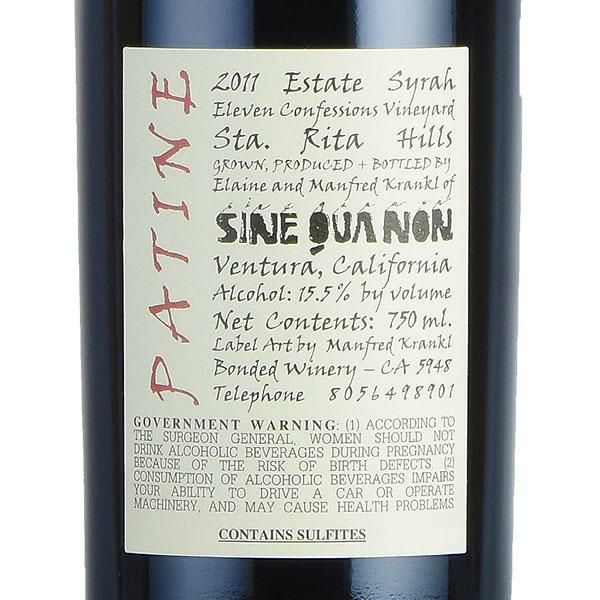 PATINE
2011 Estate Syrah
Eleven Confessions Vineyard
Sta. Rita Hills
GROWN, PRODUCED + BOTTLED BY
Elaine and Manfred Krankl of
SINE QUA NON
Ventura, California
Alcohol: 15.5% by volume
Net Contents: 750 ml.
Label Art by Manfred Krankl
Bonded Winery – CA 5948
Telephone 8056498901
GOVERNMENT WARNING: (1) ACCORDING TO
THE SURGEON GENERAL, WOMEN SHOULD NOT
DRINK ALCOHOLIC BEVERAGES DURING PREGNANCY
BECAUSE OF THE RISK OF BIRTH DEFECTS. (2)
CONSUMPTION OF ALCOHOLIC BEVERAGES IMPAIRS
YOUR ABILITY TO DRIVE A CAR OR OPERATE
MACHINERY, AND MAY CAUSE HEALTH PROBLEMS
CONTAINS SULFITES